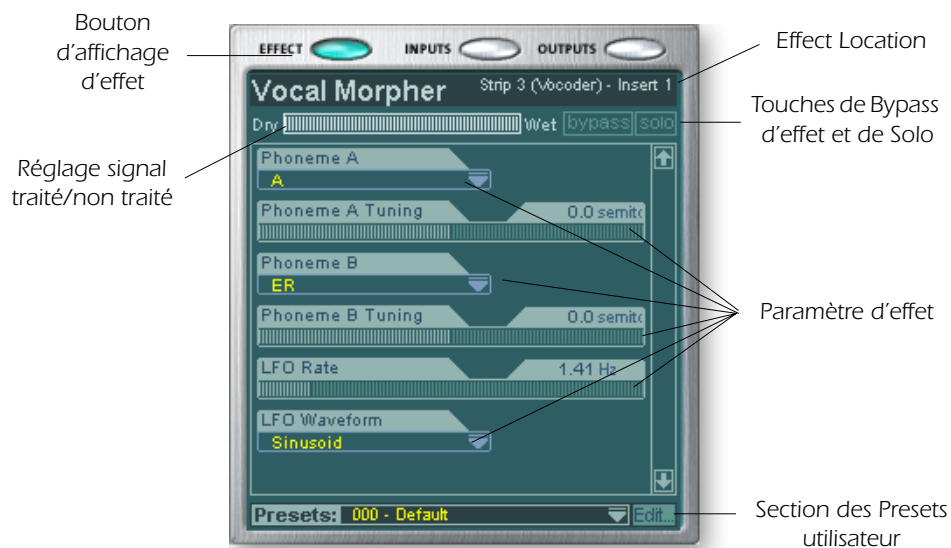 Bouton
d'affichage
d'effet
EFFECT INPUTS OUTPUTS
Effect Location
Vocal Morpher Strip 3 (Vocoder) - Insert 1
Dry Wet bypass solo
Touches de Bypass
d'effet et de Solo
Réglage signal
traité/non traité
Phoneme A
A
Phoneme A Tuning 0.0 semito
Phoneme B
ER
Phoneme B Tuning 0.0 semito
Paramètre d'effet
LFO Rate 1.41 Hz
LFO Waveform
Sinusoid
Presets: 000 - Default Edit...
Section des Presets
utilisateur